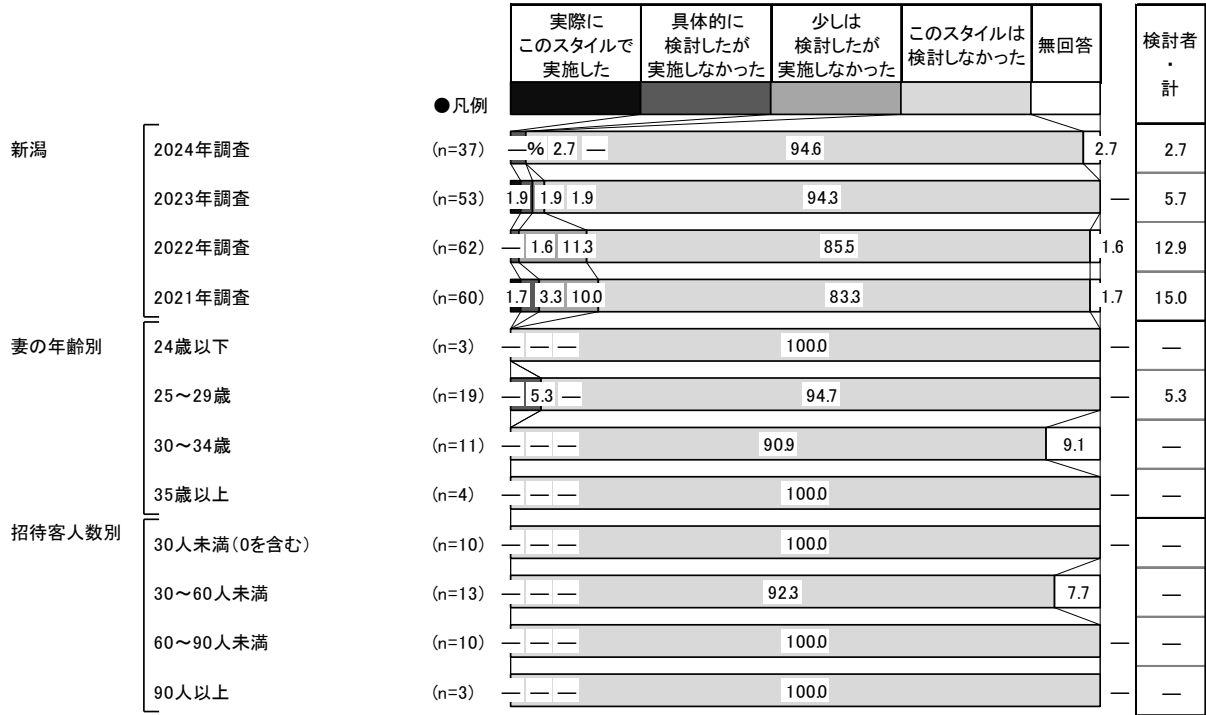 実際に
このスタイルで
実施した
具体的に
検討したが
実施しなかった
少しは
検討したが
実施しなかった
このスタイルは
検討しなかった
無回答
検討者
・
計
●凡例
新潟
2024年調査 (n=37) —% 2.7 — 94.6 2.7 2.7
2023年調査 (n=53) 1.9 1.9 1.9 94.3 — 5.7
2022年調査 (n=62) — 1.6 11.3 85.5 1.6 12.9
2021年調査 (n=60) 1.7 3.3 10.0 83.3 1.7 15.0
妻の年齢別
24歳以下 (n=3) — — — 100.0 — —
25～29歳 (n=19) — 5.3 — 94.7 — 5.3
30～34歳 (n=11) — — — 90.9 9.1 —
35歳以上 (n=4) — — — 100.0 — —
招待客人数別
30人未満(0を含む) (n=10) — — — 100.0 — —
30～60人未満 (n=13) — — — 92.3 7.7 —
60～90人未満 (n=10) — — — 100.0 — —
90人以上 (n=3) — — — 100.0 — —